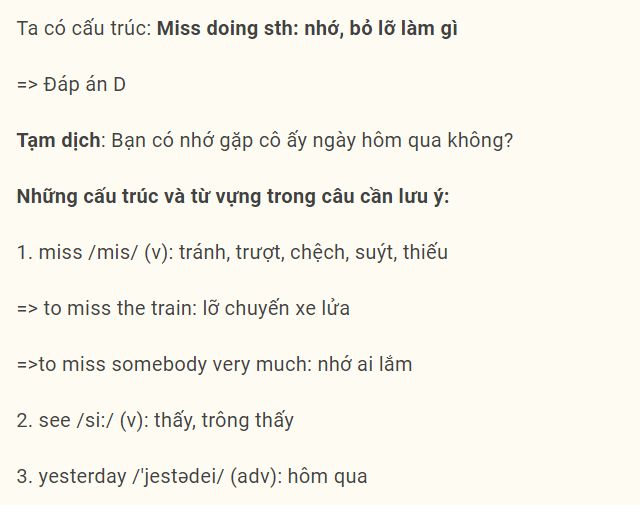 Ta có cấu trúc: Miss doing sth: nhớ, bỏ lỡ làm gì
=> Đáp án D
Tạm dịch: Bạn có nhớ gặp cô ấy ngày hôm qua không?
Những cấu trúc và từ vựng trong câu cần lưu ý:
1. miss /mis/ (v): tránh, trượt, chệch, suýt, thiếu
=> to miss the train: lỡ chuyến xe lửa
=>to miss somebody very much: nhớ ai lắm
2. see /si:/ (v): thấy, trông thấy
3. yesterday /'jestədei/ (adv): hôm qua